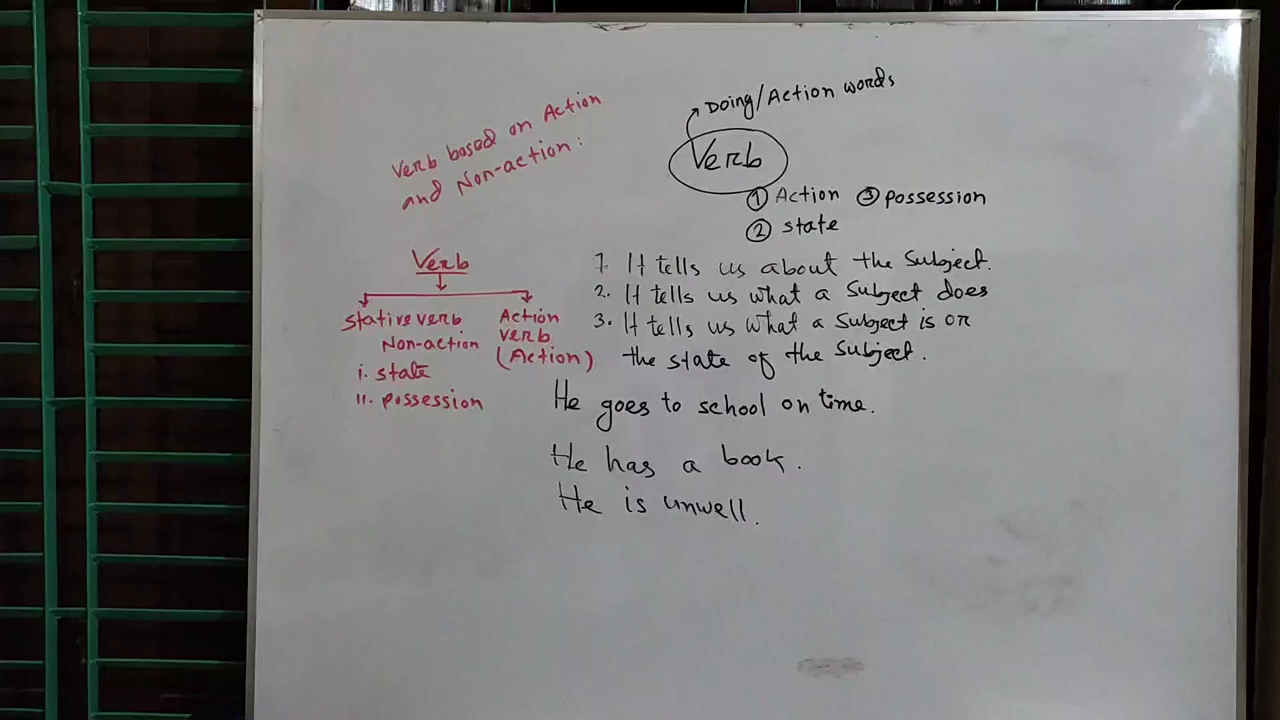 Verb based on Action
and Non-action:
Verb
Stative verb
Non-action
i. state
ii. possession
Action
verb
(Action)
Doing/Action words
Verb
① Action ③ possession
② state
1. It tells us about the Subject.
2. It tells us what a Subject does
3. It tells us what a Subject is or
the state of the Subject.
He goes to school on time.
He has a book.
He is unwell.